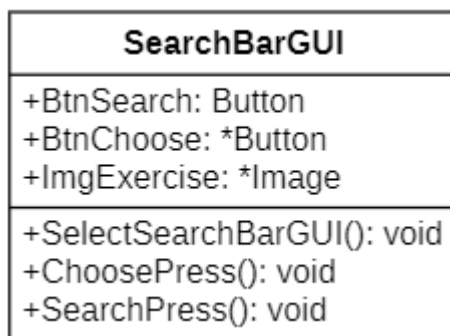 SearchBarGUI
+BtnSearch: Button
+BtnChoose: *Button
+ImgExercise: *Image
+SelectSearchBarGUI(): void
+ChoosePress(): void
+SearchPress(): void